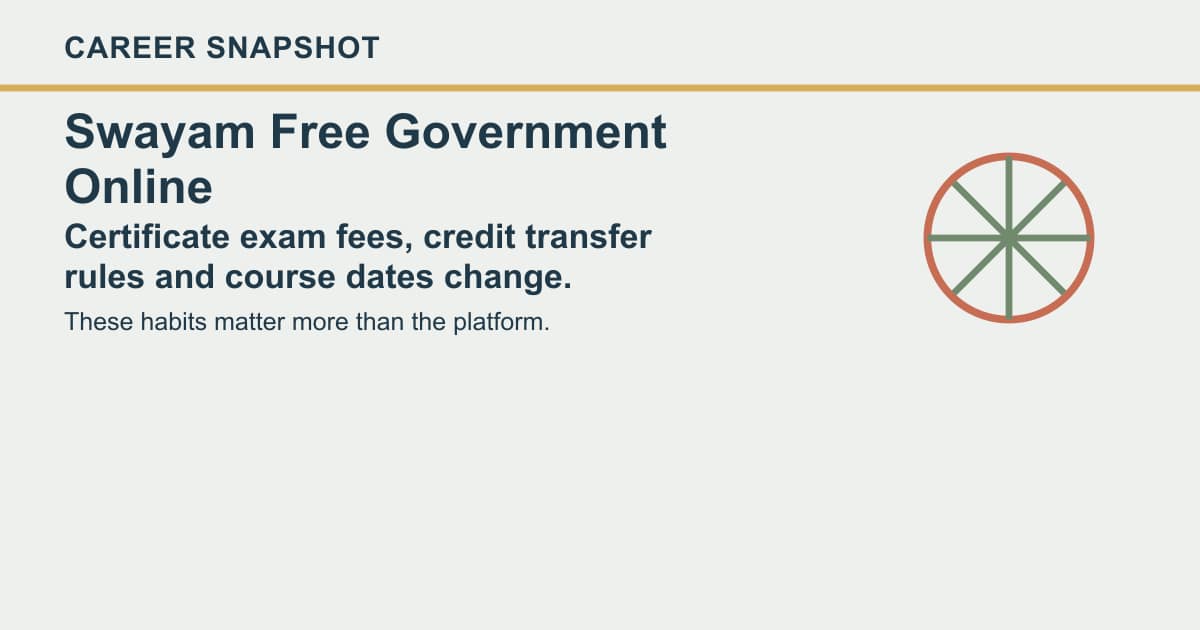 CAREER SNAPSHOT
Swayam Free Government
Online
Certificate exam fees, credit transfer
rules and course dates change.
These habits matter more than the platform.